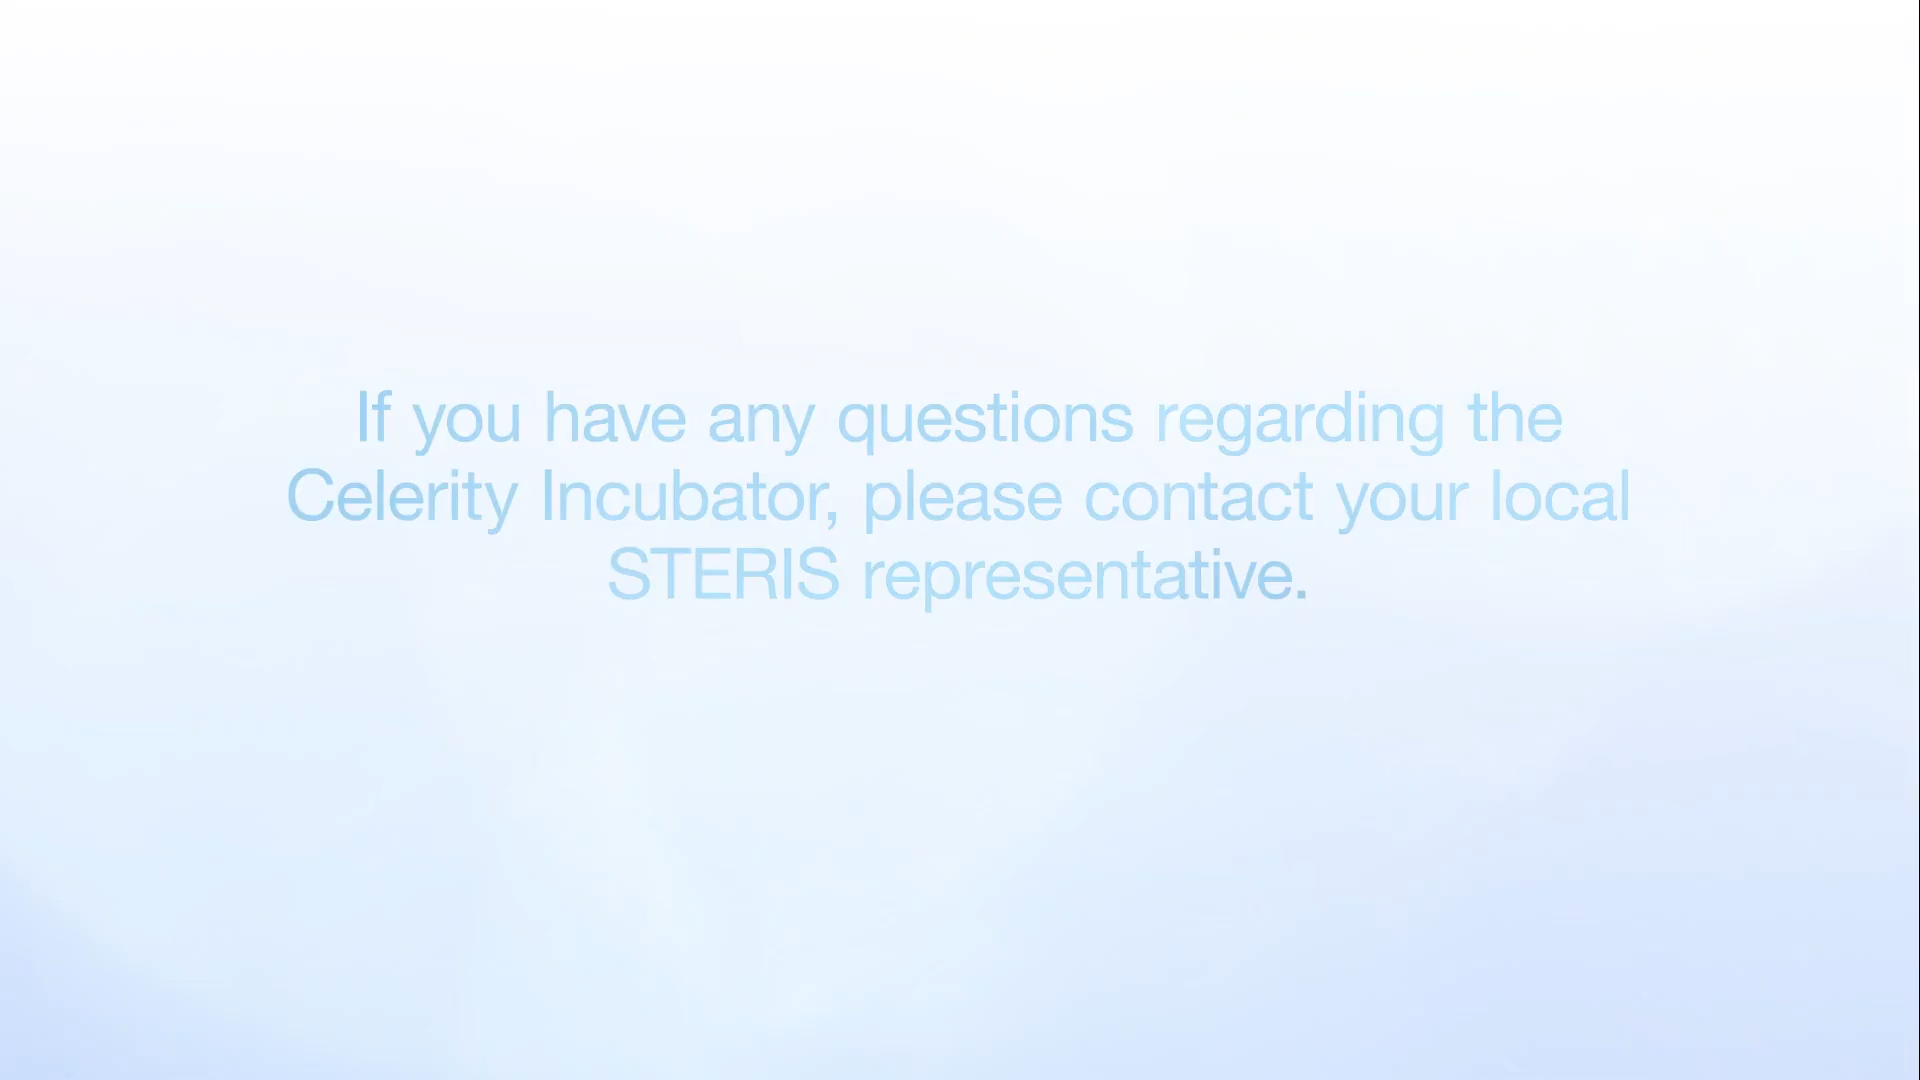 If you have any questions regarding the
Celerity Incubator, please contact your local
STERIS representative.